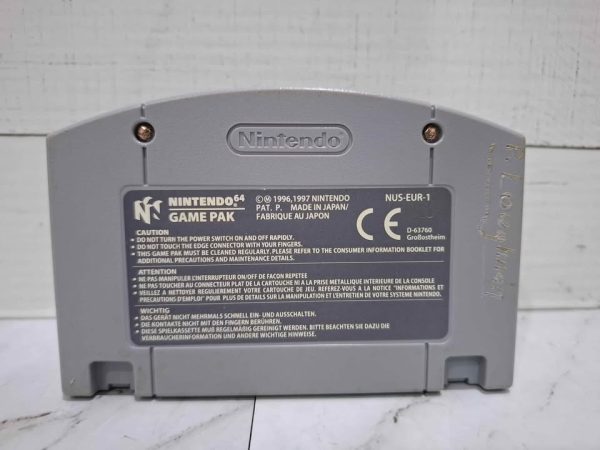 Nintendo
NINTENDO64
GAME PAK
©Ⓜ 1996,1997 NINTENDO
PAT. P. MADE IN JAPAN/
FABRIQUE AU JAPON
NUS-EUR-1
CE
D-63760
Großostheim
CAUTION
• DO NOT TURN THE POWER SWITCH ON AND OFF RAPIDLY.
• DO NOT TOUCH THE EDGE CONNECTOR WITH YOUR FINGERS.
• THIS GAME PAK MUST BE CLEANED REGULARLY. PLEASE REFER TO THE CONSUMER INFORMATION BOOKLET FOR
ADDITIONAL PRECAUTIONS AND MAINTENANCE DETAILS.
ATTENTION
• NE PAS MANIPULER L'INTERRUPTEUR ON/OFF DE FACON REPETEE
• NE PAS TOUCHER AU CONNECTEUR PLAT DE LA CARTOUCHE NI A LA PRISE METALLIQUE INTERIEURE DE LA CONSOLE
• VEILLEZ A NETTOYER REGULIEREMENT VOTRE CARTOUCHE DE JEU. REFEREZ-VOUS A LA NOTICE "INFORMATIONS ET
PRECAUTIONS D'EMPLOI" POUR PLUS DE DETAILS SUR LA MANIPULATION ET L'ENTRETIEN DE VOTRE SYSTEME NINTENDO.
WICHTIG
• DAS GERÄT NICHT MEHRMALS SCHNELL EIN- UND AUSSCHALTEN.
• DIE KONTAKTE NICHT MIT DEN FINGERN BERÜHREN.
• DIESE SPIELKASSETTE MUß REGELMÄßIG GEREINIGT WERDEN. BITTE BEACHTEN SIE DAZU DIE
VERBRAUCHERINFORMATION UND ANDERE WICHTIGE HINWEISE.